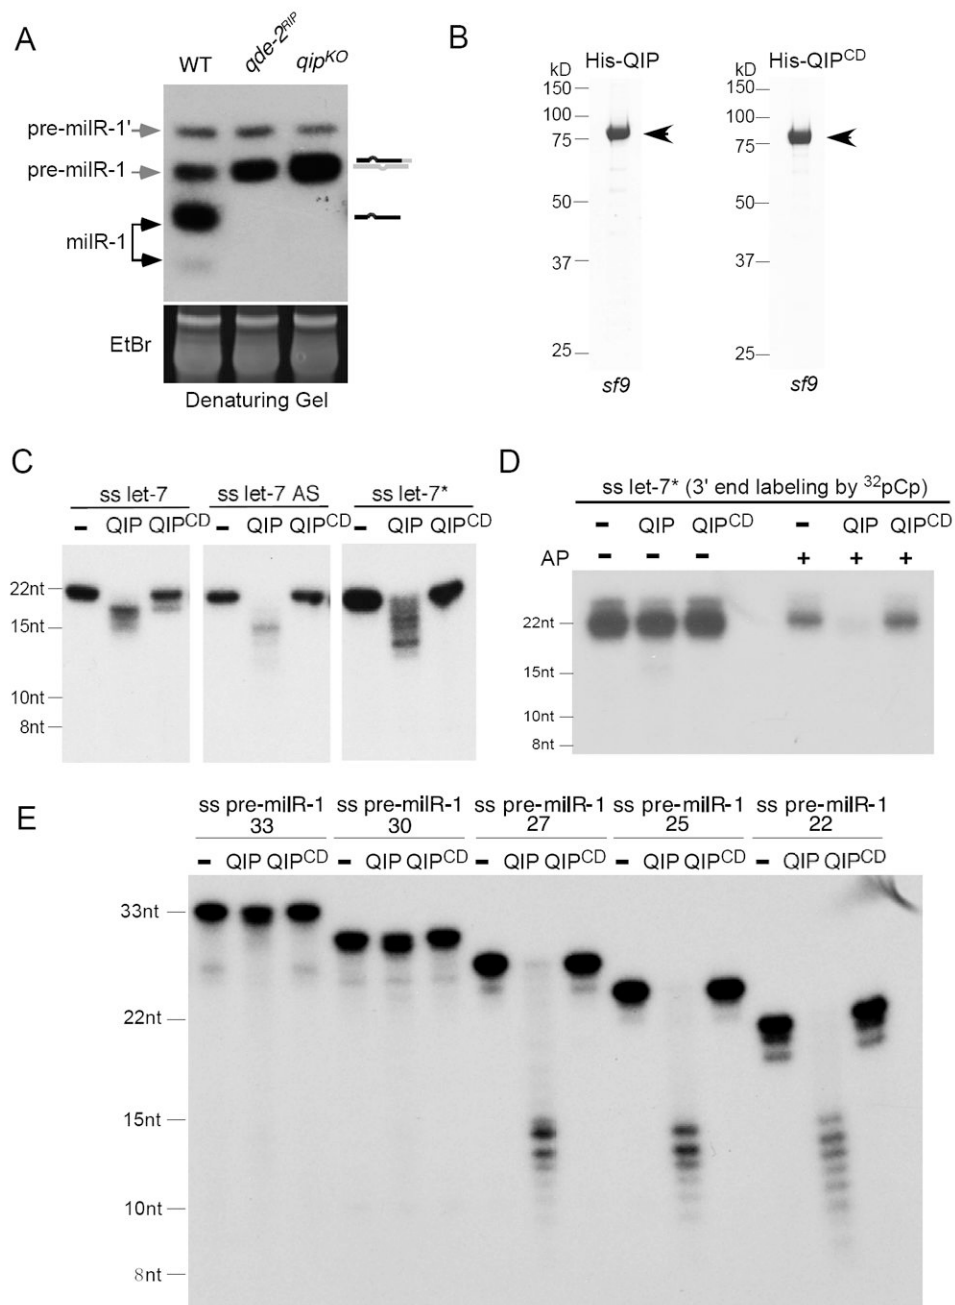 A
WT qde-2RIP qipKO
pre-milR-1'
pre-milR-1
milR-1
EtBr
Denaturing Gel
B
kD His-QIP
150
100
75
50
37
25
sf9
kD His-QIPCD
150
100
75
50
37
25
sf9
C
ss let-7 ss let-7 AS ss let-7*
- QIP QIPCD - QIP QIPCD - QIP QIPCD
22nt
15nt
10nt
8nt
D
ss let-7* (3' end labeling by 32pCp)
- QIP QIPCD - QIP QIPCD
AP - - - + + +
22nt
15nt
10nt
8nt
E
ss pre-milR-1 ss pre-milR-1 ss pre-milR-1 ss pre-milR-1 ss pre-milR-1
33 30 27 25 22
- QIP QIPCD - QIP QIPCD - QIP QIPCD - QIP QIPCD - QIP QIPCD
33nt
22nt
15nt
10nt
8nt